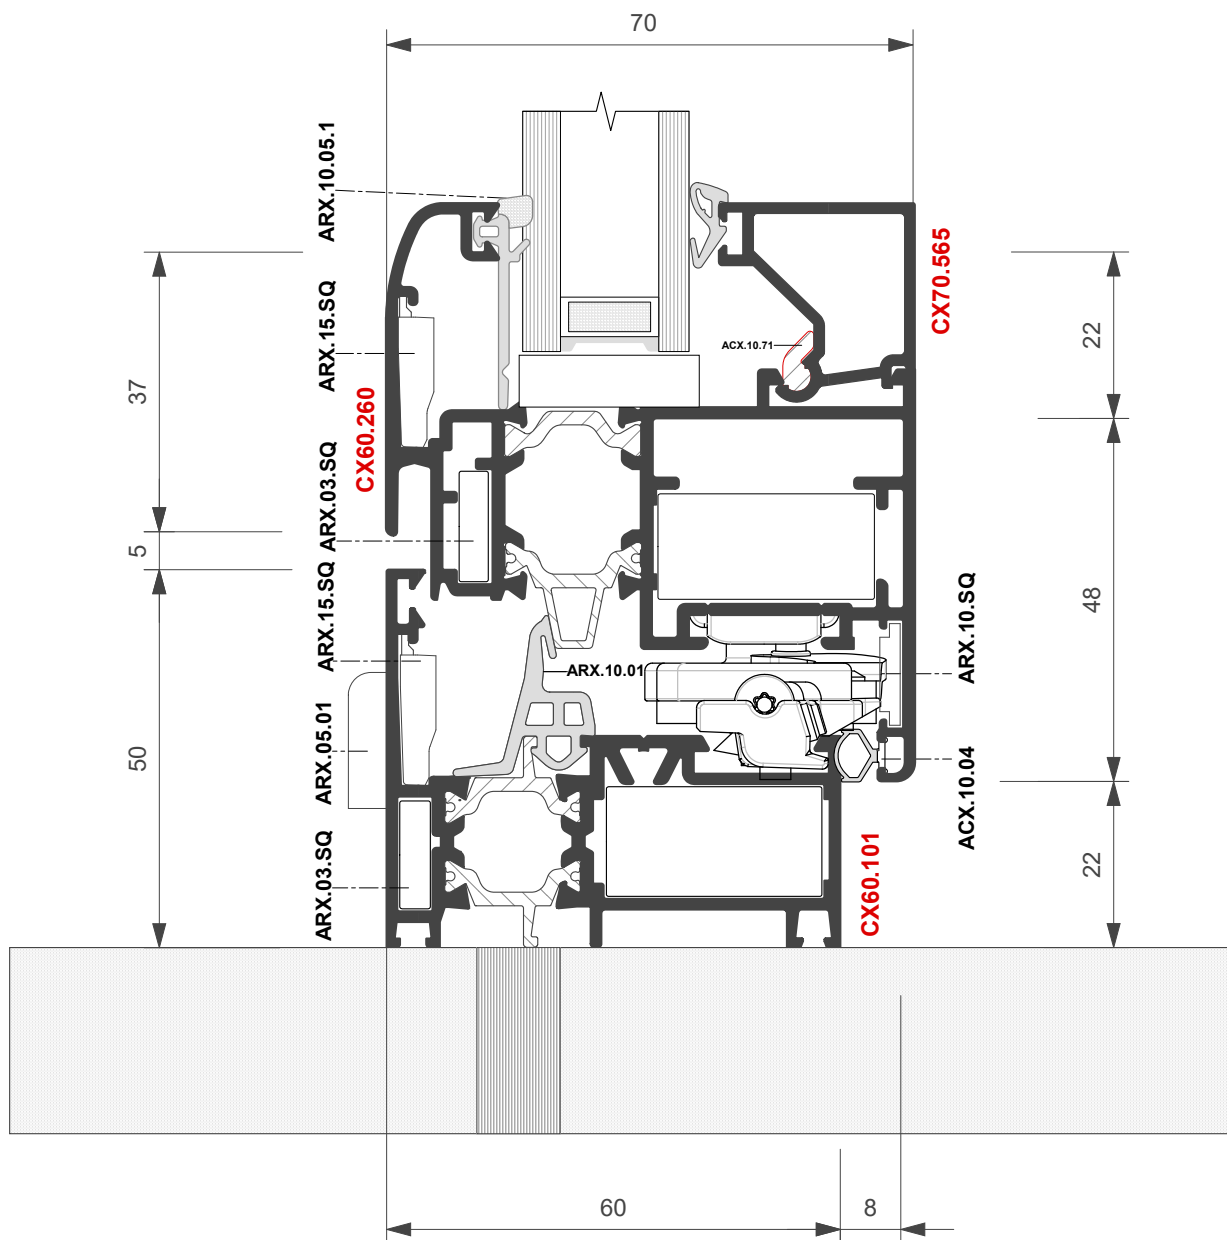 70
ARX.10.05.1
ARX.15.SQ
CX60.260
ARX.03.SQ
ARX.15.SQ
ARX.05.01
ARX.03.SQ
37
5
50
ACX.10.71
CX70.565
22
48
22
ARX.10.01
ARX.10.SQ
ACX.10.04
CX60.101
60
8